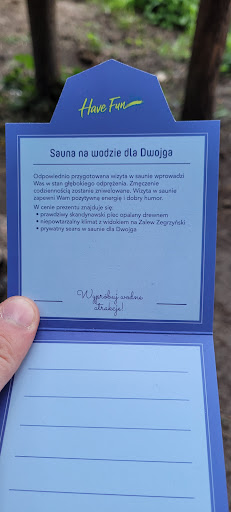 Have Fun
Sauna na wodzie dla Dwojga
Odpowiednio przygotowana wizyta w saunie wprowadzi
Was w stan głębokiego odprężenia. Zmęczenie
codziennością zostanie zniwelowane. Wizyta w saunie
zapewni Wam pozytywną energię i dobry humor.
W cenie prezentu znajduje się:
• prawdziwy skandynawski piec opalany drewnem
• niepowtarzalny klimat z widokiem na Zalew Zegrzyński
• prywatny seans w saunie dla Dwojga
Wypróbuj wodne
atrakcje!